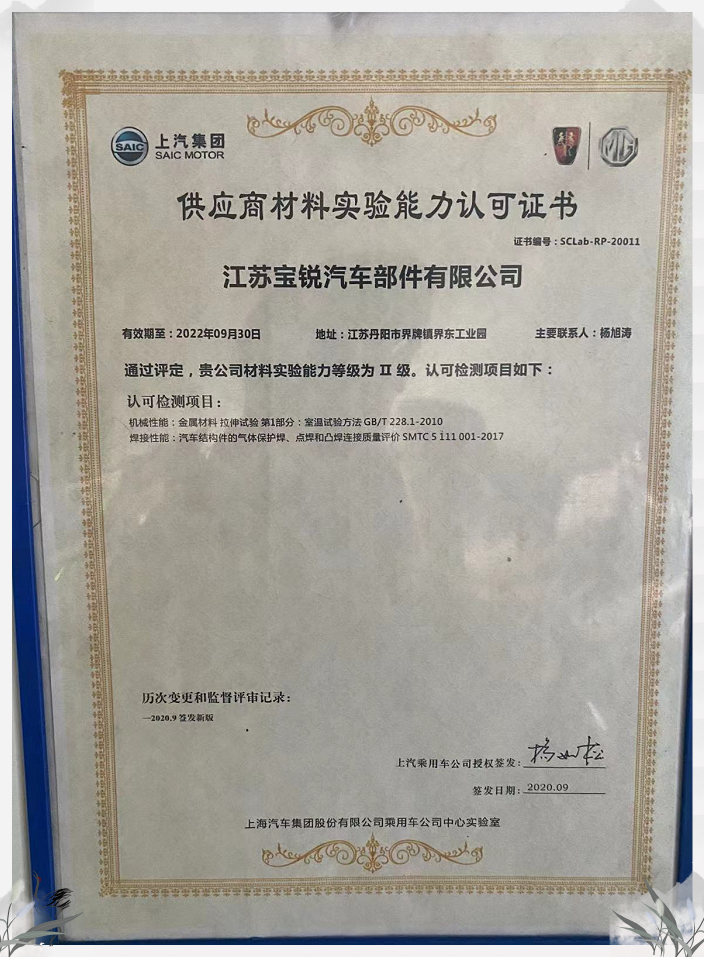 SAIC 上汽集团
SAIC MOTOR
MG
供应商材料实验能力认可证书
证书编号：SCLab-RP-20011
江苏宝锐汽车部件有限公司
有效期至：2022年09月30日 地址：江苏丹阳市界牌镇界东工业园 主要联系人：杨旭涛
通过评定，贵公司材料实验能力等级为 II 级。认可检测项目如下：
认可检测项目：
机械性能：金属材料 拉伸试验 第1部分：室温试验方法 GB/T 228.1-2010
焊接性能：汽车结构件的气体保护焊、点焊和凸焊连接质量评价 SMTC 5 111 001-2017
历次变更和监督评审记录：
—2020.9 签发新版
上汽乘用车公司授权签发：
签发日期：2020.09
上海汽车集团股份有限公司乘用车公司中心实验室